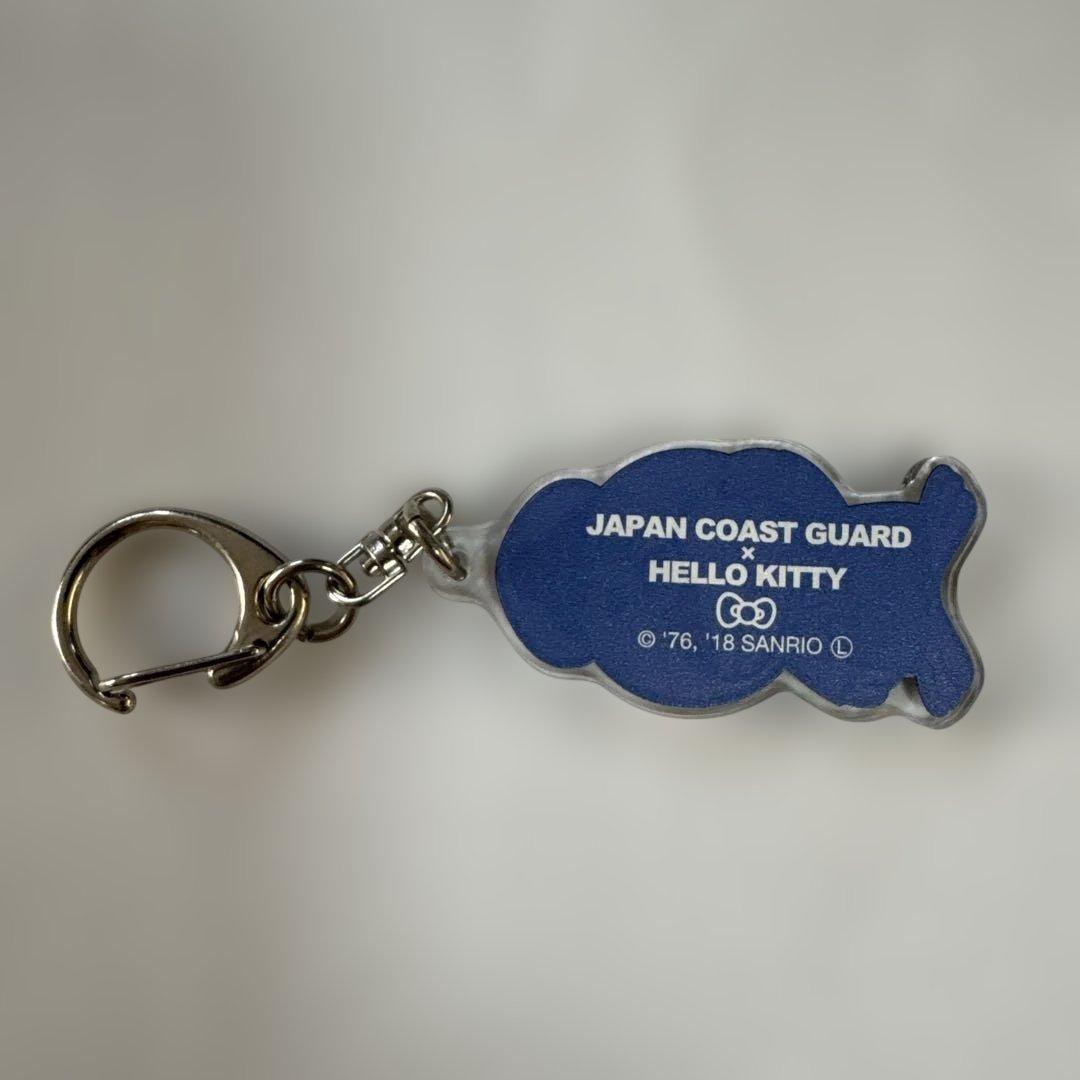 JAPAN COAST GUARD
×
HELLO KITTY
© '76, '18 SANRIO Ⓛ